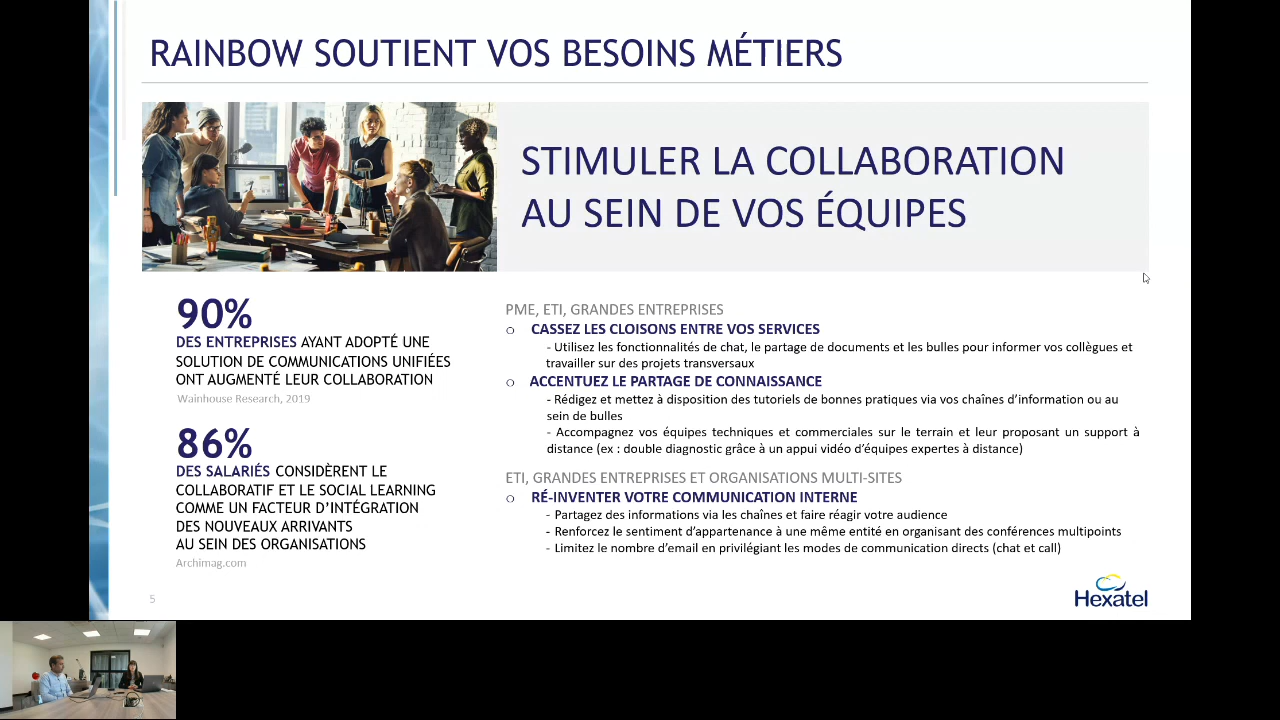 RAINBOW SOUTIENT VOS BESOINS MÉTIERS
STIMULER LA COLLABORATION
AU SEIN DE VOS ÉQUIPES
90%
DES ENTREPRISES AYANT ADOPTÉ UNE
SOLUTION DE COMMUNICATIONS UNIFIÉES
ONT AUGMENTÉ LEUR COLLABORATION
Wainhouse Research, 2019
86%
DES SALARIÉS CONSIDÈRENT LE
COLLABORATIF ET LE SOCIAL LEARNING
COMME UN FACTEUR D'INTÉGRATION
DES NOUVEAUX ARRIVANTS
AU SEIN DES ORGANISATIONS
Archimag.com
PME, ETI, GRANDES ENTREPRISES
o CASSEZ LES CLOISONS ENTRE VOS SERVICES
- Utilisez les fonctionnalités de chat, le partage de documents et les bulles pour informer vos collègues et
travailler sur des projets transversaux
o ACCENTUEZ LE PARTAGE DE CONNAISSANCE
- Rédigez et mettez à disposition des tutoriels de bonnes pratiques via vos chaînes d'information ou au
sein de bulles
- Accompagnez vos équipes techniques et commerciales sur le terrain et leur proposant un support à
distance (ex : double diagnostic grâce à un appui vidéo d'équipes expertes à distance)
ETI, GRANDES ENTREPRISES ET ORGANISATIONS MULTI-SITES
o RÉ-INVENTER VOTRE COMMUNICATION INTERNE
- Partagez des informations via les chaînes et faire réagir votre audience
- Renforcez le sentiment d'appartenance à une même entité en organisant des conférences multipoints
- Limitez le nombre d'email en privilégiant les modes de communication directs (chat et call)
5
Hexatel